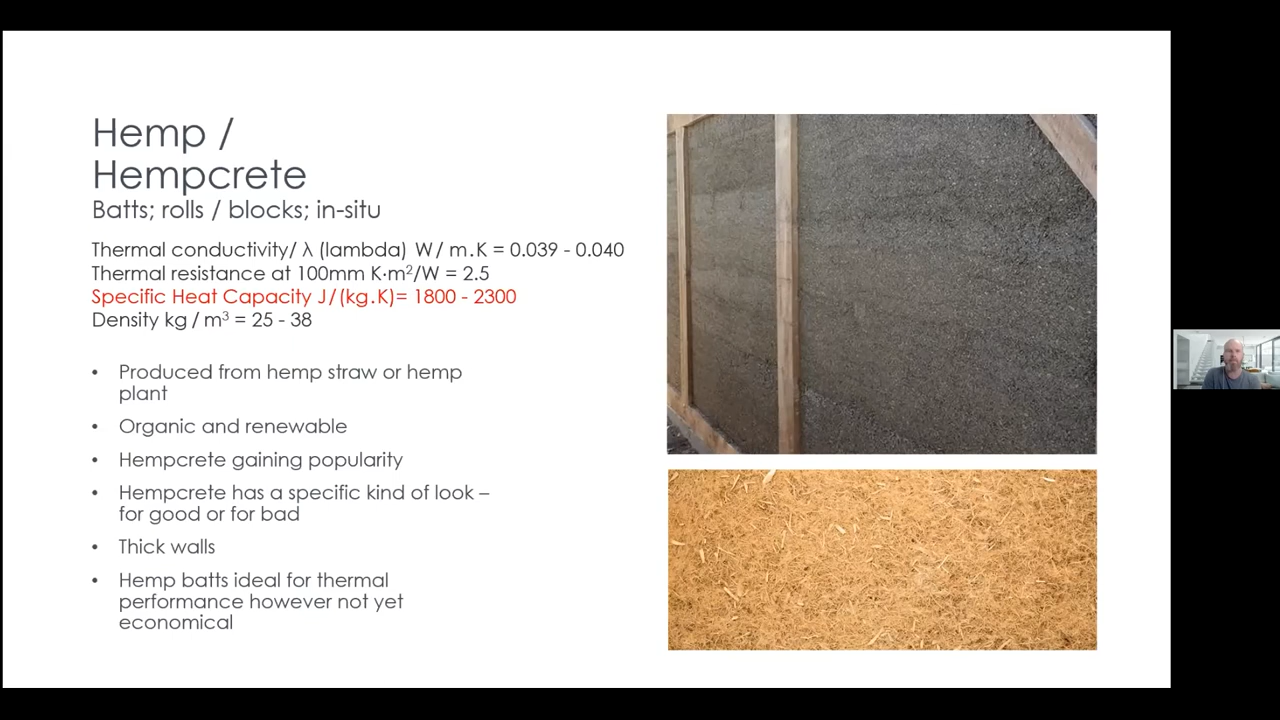 Hemp /
Hempcrete
Batts; rolls / blocks; in-situ
Thermal conductivity/ λ (lambda) W/ m.K = 0.039 - 0.040
Thermal resistance at 100mm K·m²/W = 2.5
Specific Heat Capacity J/(kg.K)= 1800 - 2300
Density kg / m³ = 25 - 38
• Produced from hemp straw or hemp
plant
• Organic and renewable
• Hempcrete gaining popularity
• Hempcrete has a specific kind of look –
for good or for bad
• Thick walls
• Hemp batts ideal for thermal
performance however not yet
economical